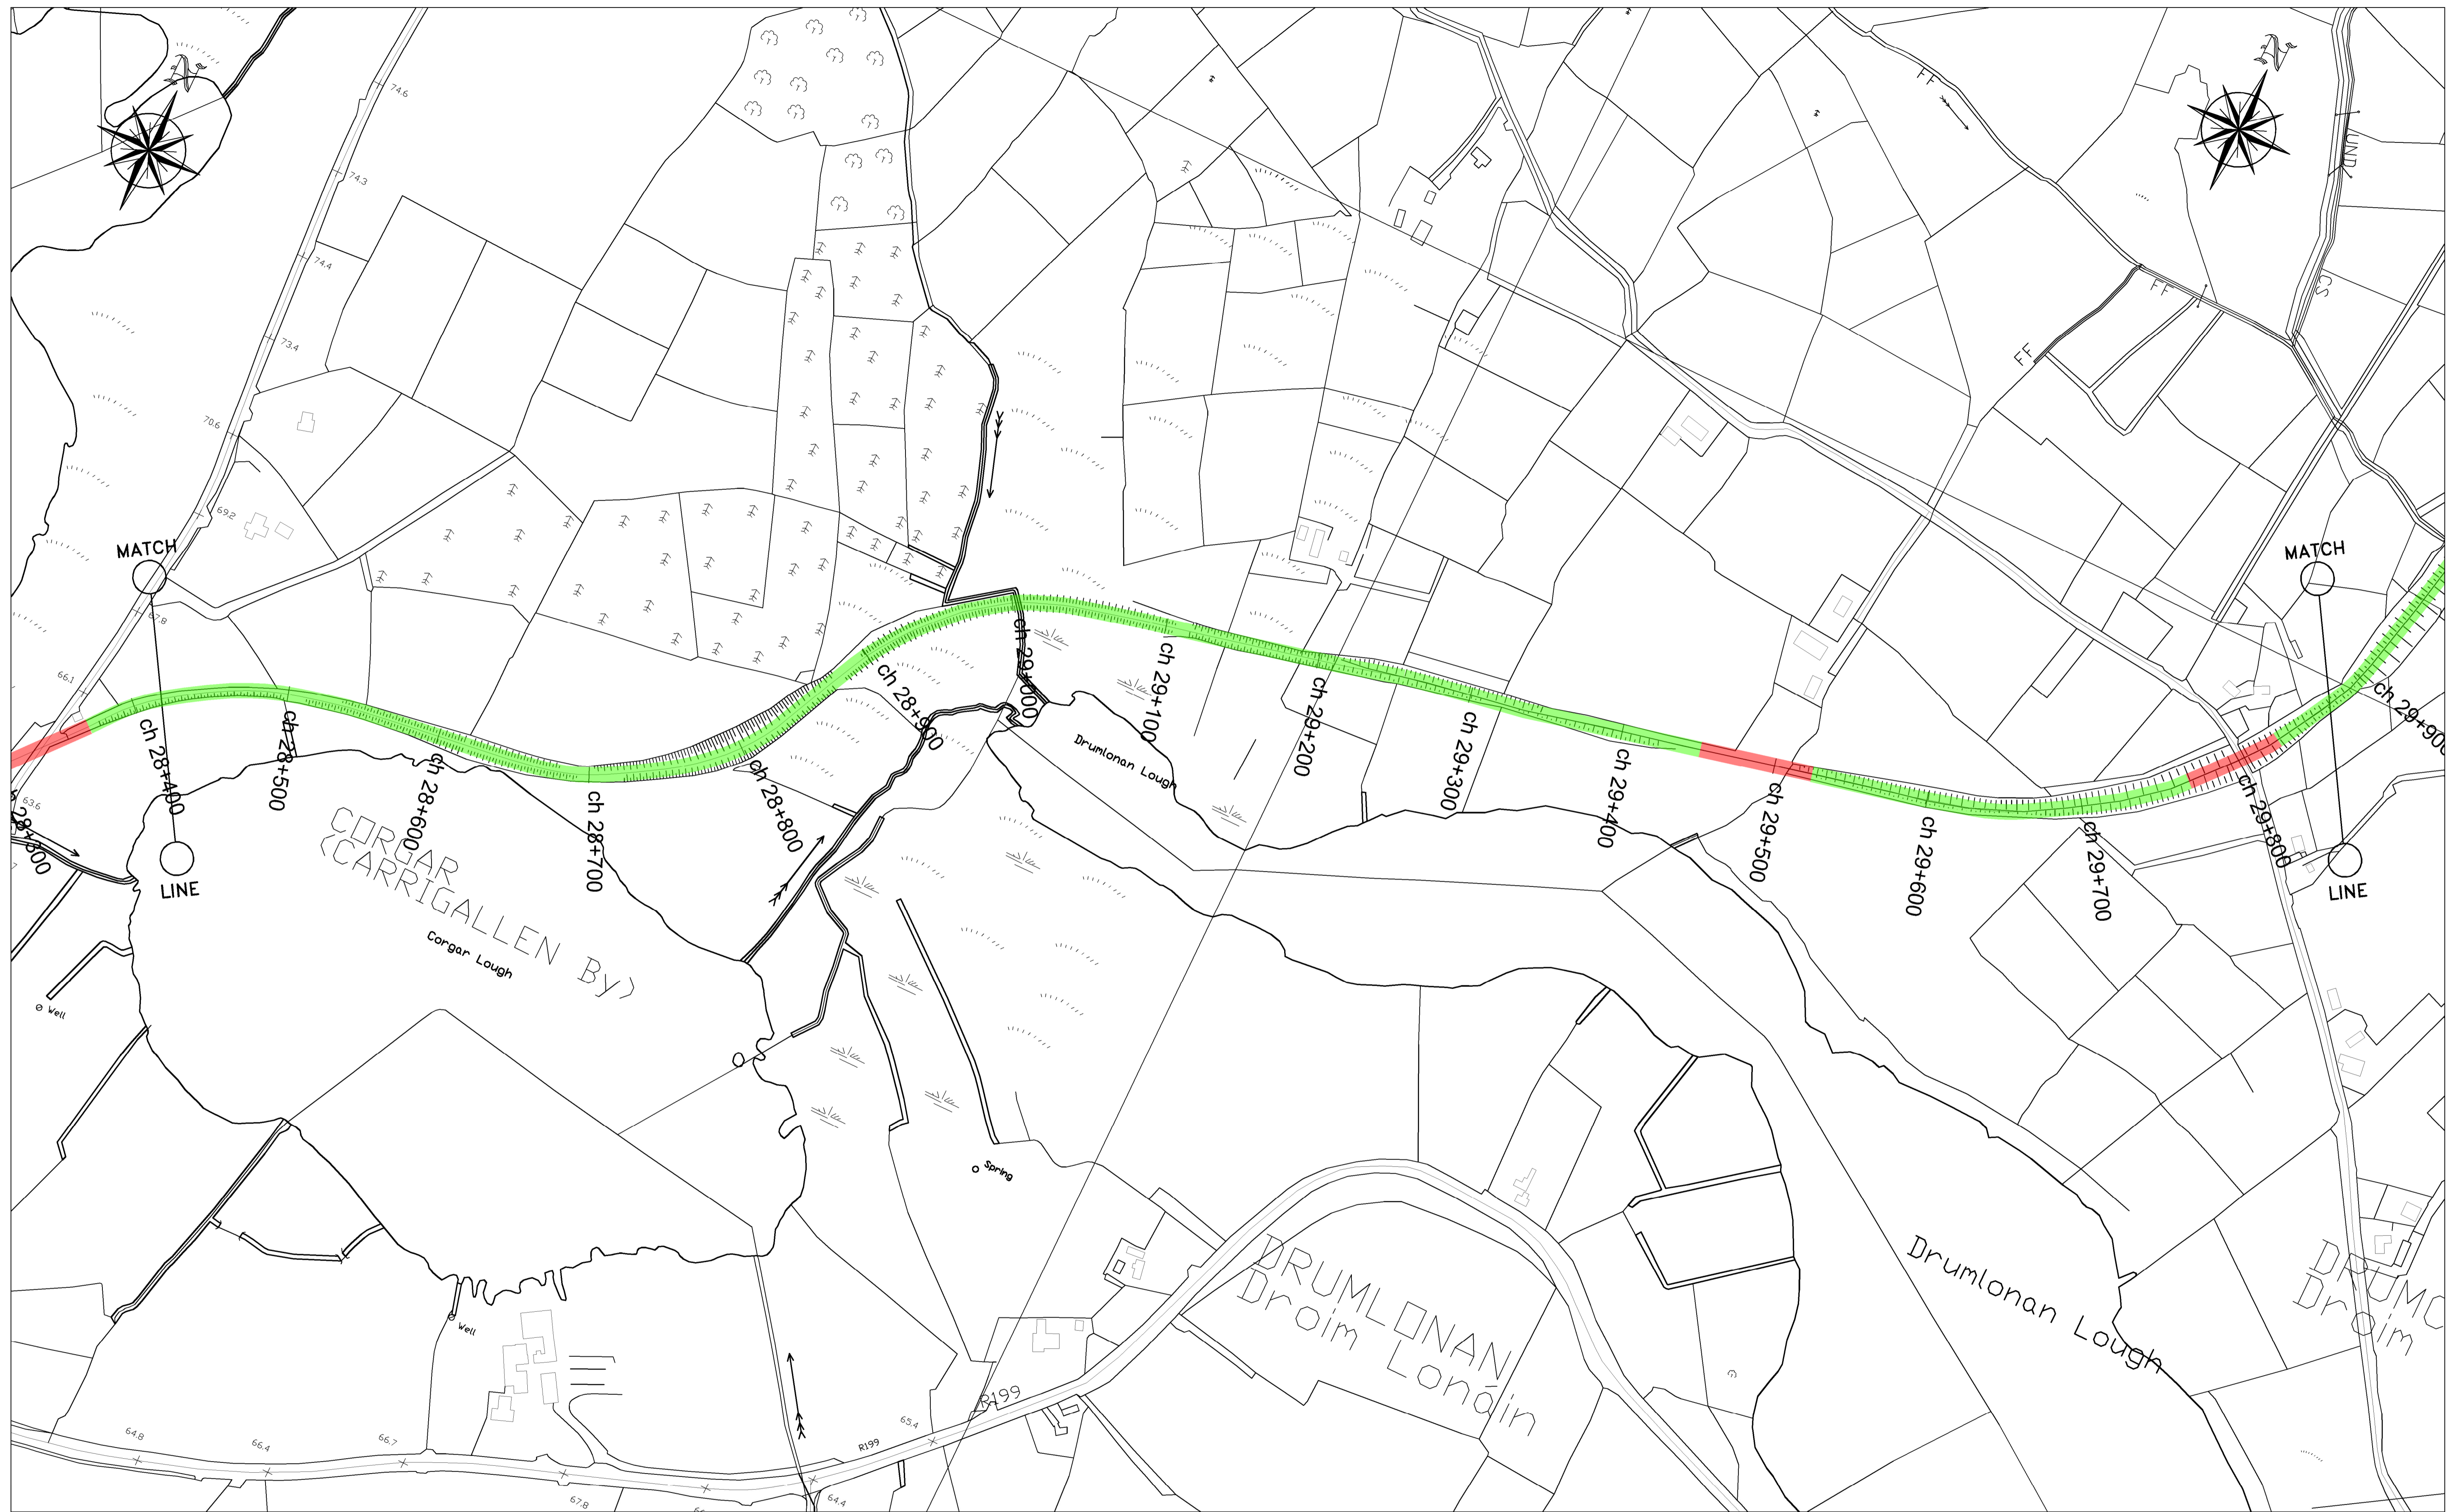 N
N
74.6
74.3
74.4
73.4
70.6
69.2
67.8
66.1
63.6
FF
FF
FF
UND
CS
MATCH
LINE
MATCH
LINE
28+300
ch 28+400
ch 28+500
ch 28+600
ch 28+700
ch 28+800
ch 28+900
ch 29+000
ch 29+100
ch 29+200
ch 29+300
ch 29+400
ch 29+500
ch 29+600
ch 29+700
ch 29+800
ch 29+900
Drumlonan Lough
CORGAR
(CARRIGALLEN By)
Corgar Lough
Well
Spring
Well
DRUMLONAN
Droim Lonáin
Drumlonan Lough
R199
R199
64.8
66.4
66.7
67.8
65.4
64.4